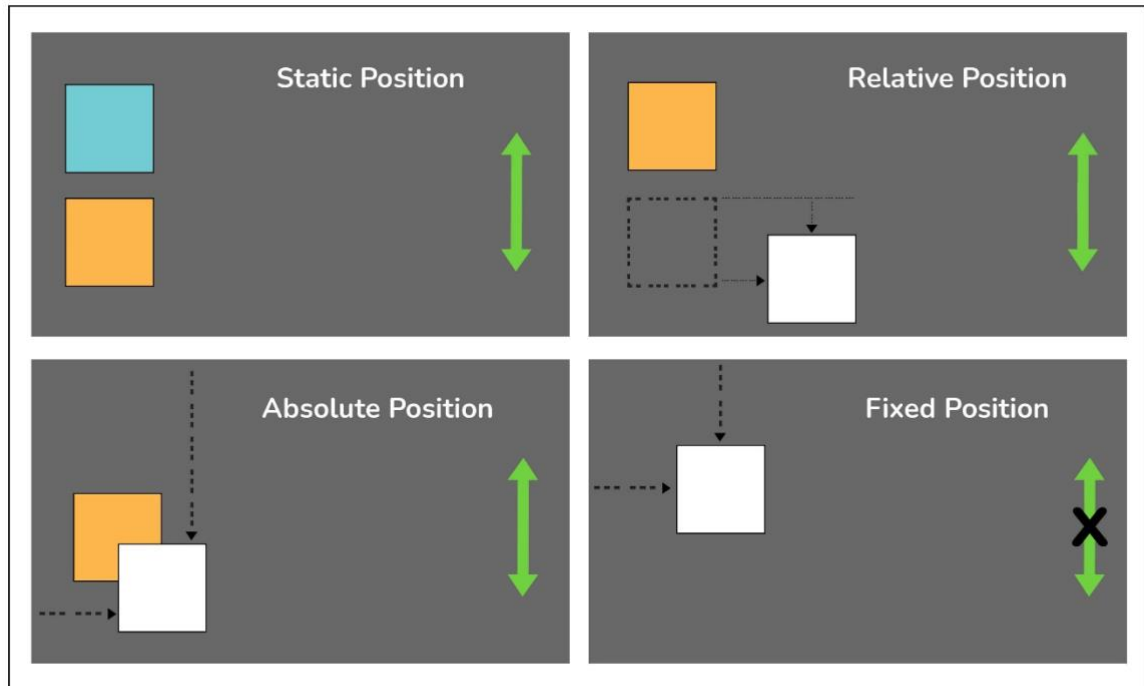 Static Position
Relative Position
Absolute Position
Fixed Position